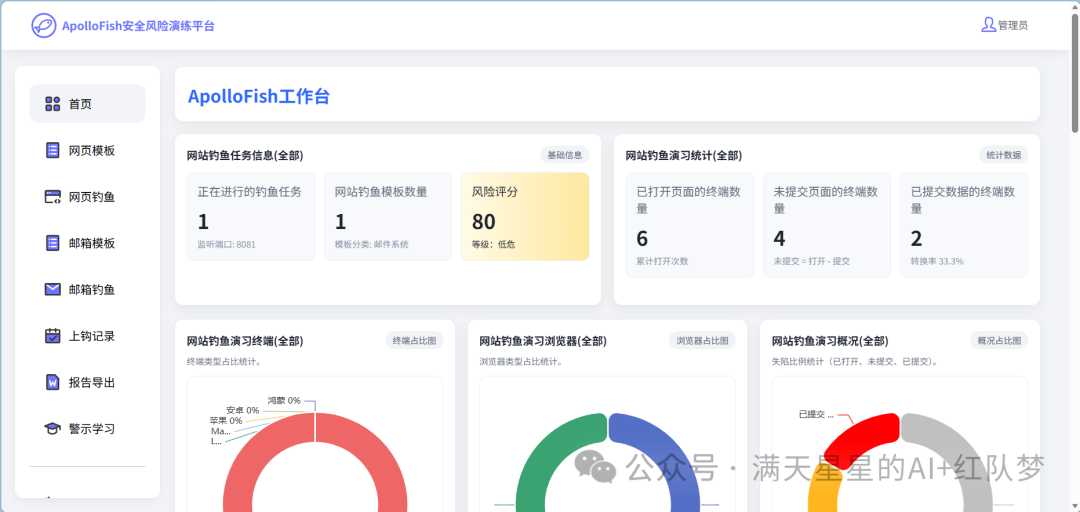 ApolloFish安全风险演练平台
管理员
首页
网页模板
网页钓鱼
邮箱模板
邮箱钓鱼
上钩记录
报告导出
警示学习
ApolloFish工作台
网站钓鱼任务信息(全部)
基础信息
正在进行的钓鱼任务
1
监听端口: 8081
网站钓鱼模板数量
1
模板分类: 邮件系统
风险评分
80
等级：低危
网站钓鱼演习统计(全部)
统计数据
已打开页面的终端数
量
6
累计打开次数
未提交页面的终端数
量
4
未提交 = 打开 - 提交
已提交数据的终端数
量
2
转换率 33.3%
网站钓鱼演习终端(全部)
终端占比图
终端类型占比统计。
鸿蒙 0%
安卓 0%
苹果 0%
Ma...
L...
网站钓鱼演习浏览器(全部)
浏览器占比图
浏览器类型占比统计。
网站钓鱼演习概况(全部)
概况占比图
失陷比例统计（已打开、未提交、已提交）。
已提交 ...
公众号 · 满天星星的AI+红队梦